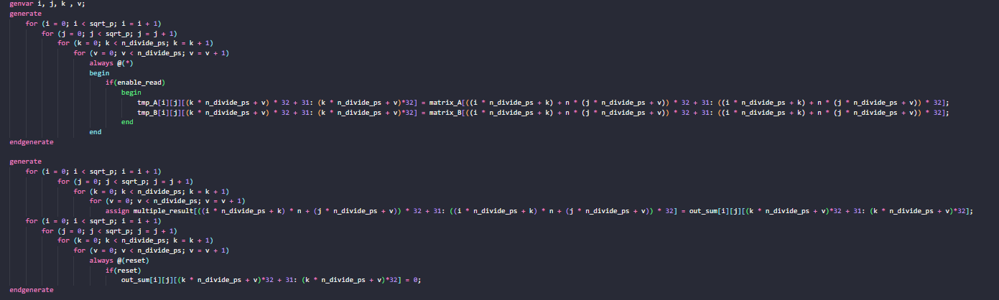 genvar i, j, k , v;
generate
for (i = 0; i < sqrt_p; i = i + 1)
for (j = 0; j < sqrt_p; j = j + 1)
for (k = 0; k < n_divide_ps; k = k + 1)
for (v = 0; v < n_divide_ps; v = v + 1)
always @(*)
begin
if(enable_read)
begin
tmp_A[i][j][(k * n_divide_ps + v) * 32 + 31: (k * n_divide_ps + v)*32] = matrix_A[((i * n_divide_ps + k) + n * (j * n_divide_ps + v)) * 32 + 31: ((i * n_divide_ps + k) + n * (j * n_divide_ps + v)) * 32];
tmp_B[i][j][(k * n_divide_ps + v) * 32 + 31: (k * n_divide_ps + v)*32] = matrix_B[((i * n_divide_ps + k) + n * (j * n_divide_ps + v)) * 32 + 31: ((i * n_divide_ps + k) + n * (j * n_divide_ps + v)) * 32];
end
end
endgenerate
generate
for (i = 0; i < sqrt_p; i = i + 1)
for (j = 0; j < sqrt_p; j = j + 1)
for (k = 0; k < n_divide_ps; k = k + 1)
for (v = 0; v < n_divide_ps; v = v + 1)
assign multiple_result[((i * n_divide_ps + k) * n + (j * n_divide_ps + v)) * 32 + 31: ((i * n_divide_ps + k) * n + (j * n_divide_ps + v)) * 32] = out_sum[i][j][(k * n_divide_ps + v)*32 + 31: (k * n_divide_ps + v)*32];
for (i = 0; i < sqrt_p; i = i + 1)
for (j = 0; j < sqrt_p; j = j + 1)
for (k = 0; k < n_divide_ps; k = k + 1)
for (v = 0; v < n_divide_ps; v = v + 1)
always @(reset)
if(reset)
out_sum[i][j][(k * n_divide_ps + v)*32 + 31: (k * n_divide_ps + v)*32] = 0;
endgenerate